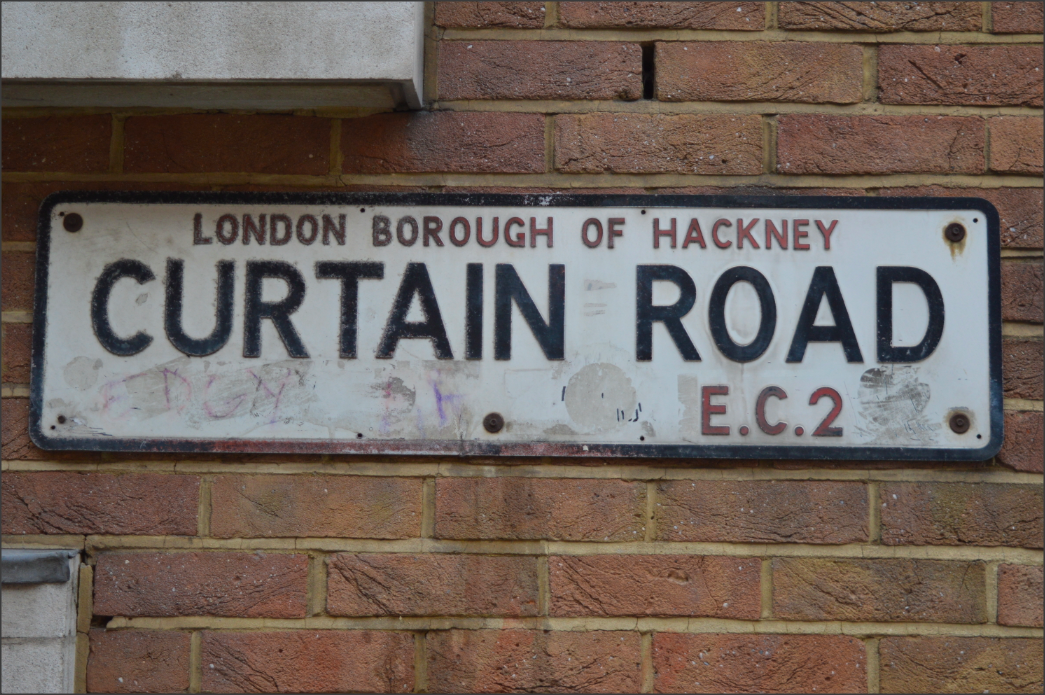 LONDON BOROUGH OF HACKNEY
CURTAIN ROAD
E.C.2